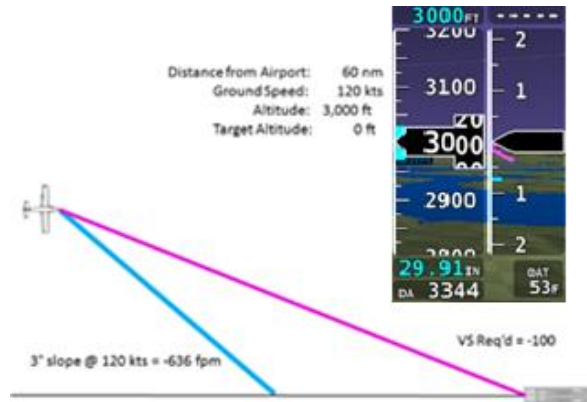 Distance from Airport: 60 nm
Ground Speed: 120 kts
Altitude: 3,000 ft
Target Altitude: 0 ft
3000FT -----
3200
2
3100
1
20
3000
2900
1
2800
2
29.91IN
DA 3344
OAT
53F
3° slope @ 120 kts = -636 fpm
VS Req'd = -100